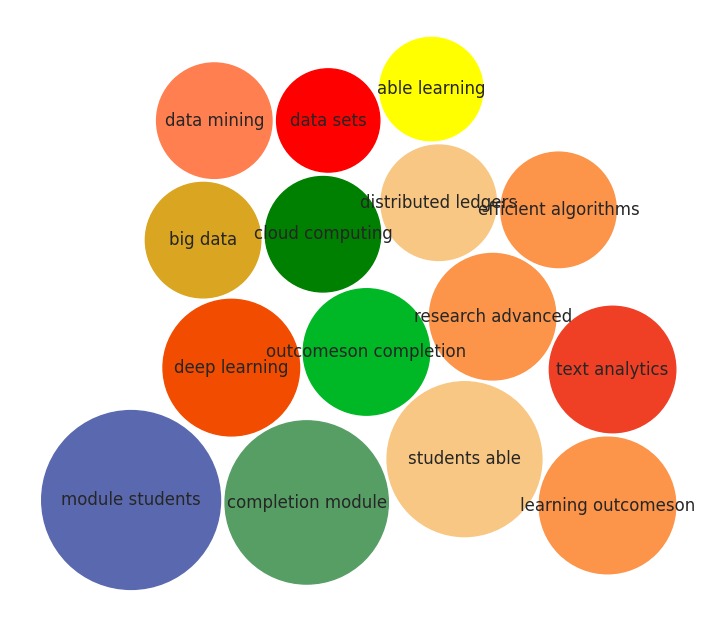 able learning
data mining
data sets
distributed ledgers
efficient algorithms
big data
cloud computing
research advanced
outcomeson completion
deep learning
text analytics
students able
module students
completion module
learning outcomeson